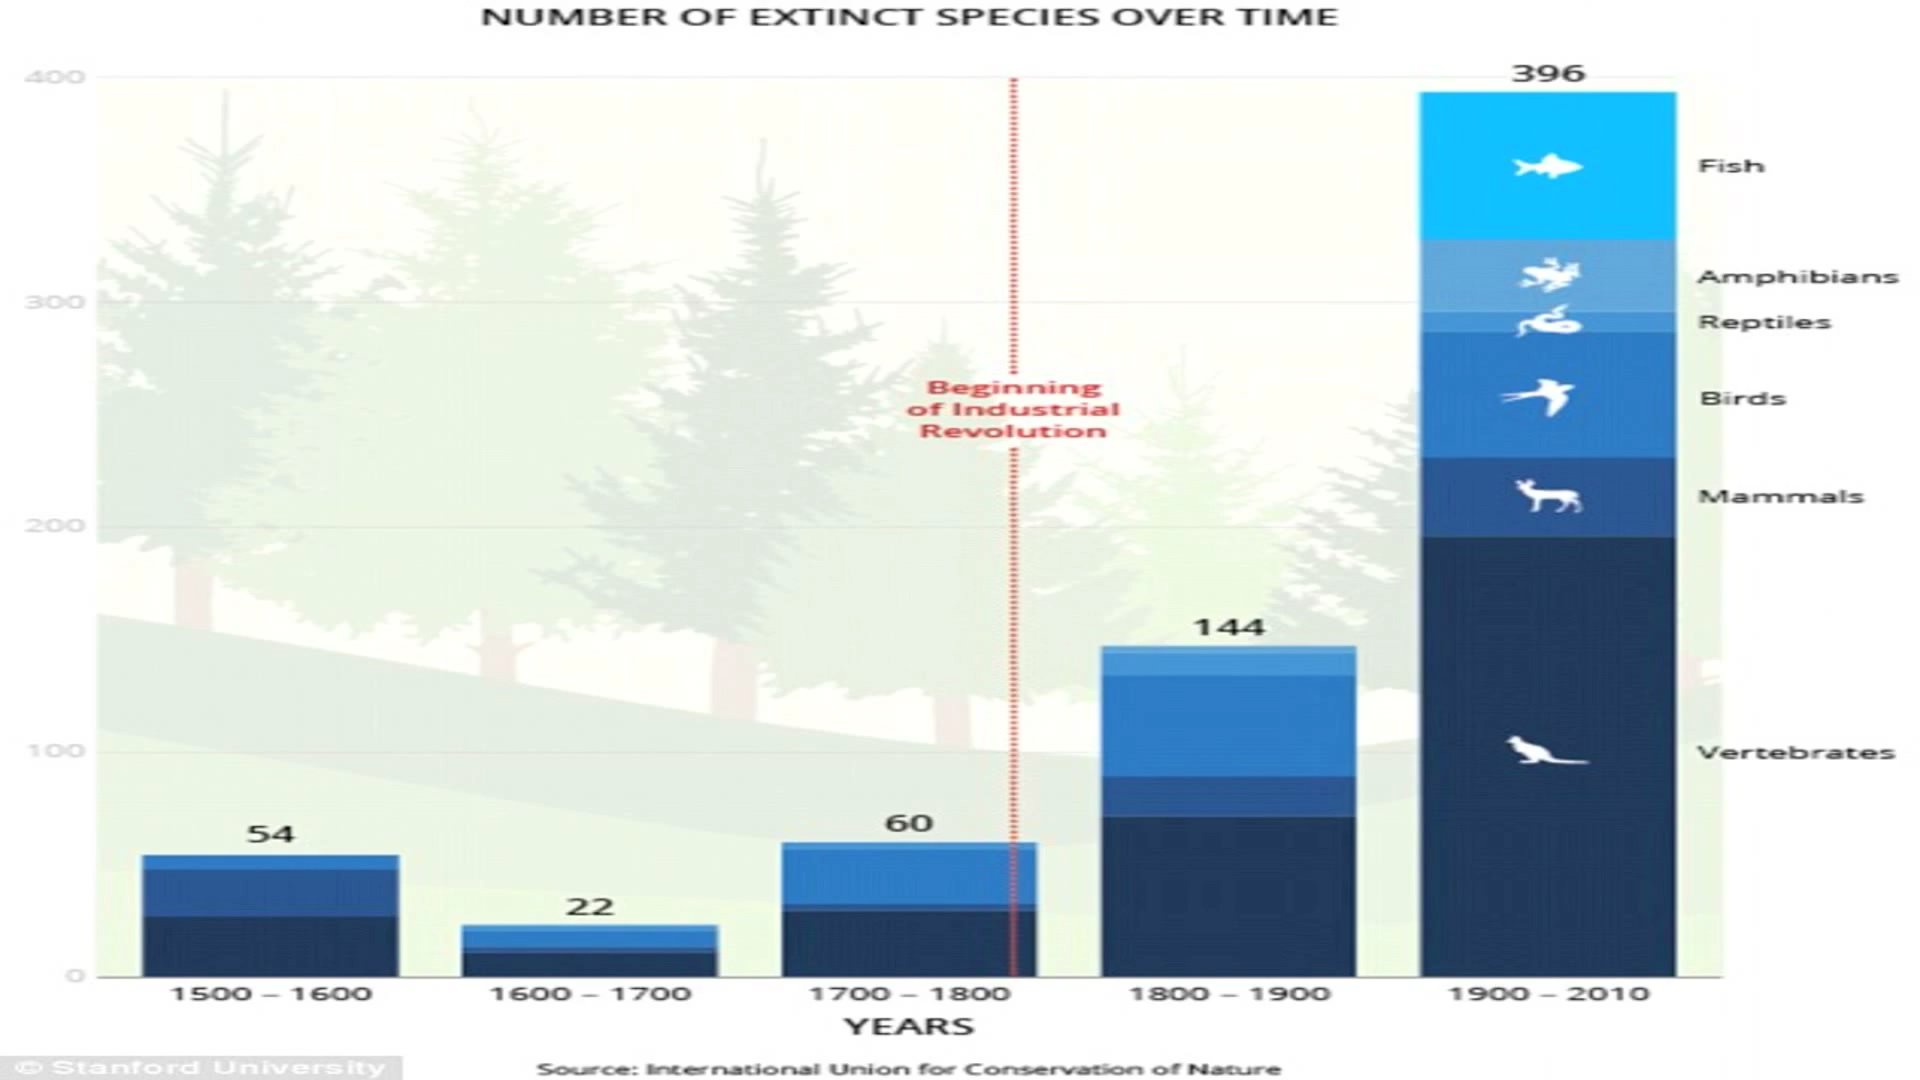 NUMBER OF EXTINCT SPECIES OVER TIME
400
396
Fish
Amphibians
300
Reptiles
Beginning
of Industrial
Revolution
Birds
Mammals
200
144
100
Vertebrates
54
22
60
0
1500 – 1600
1600 – 1700
1700 – 1800
1800 – 1900
1900 – 2010
YEARS
© Stanford University
Source: International Union for Conservation of Nature